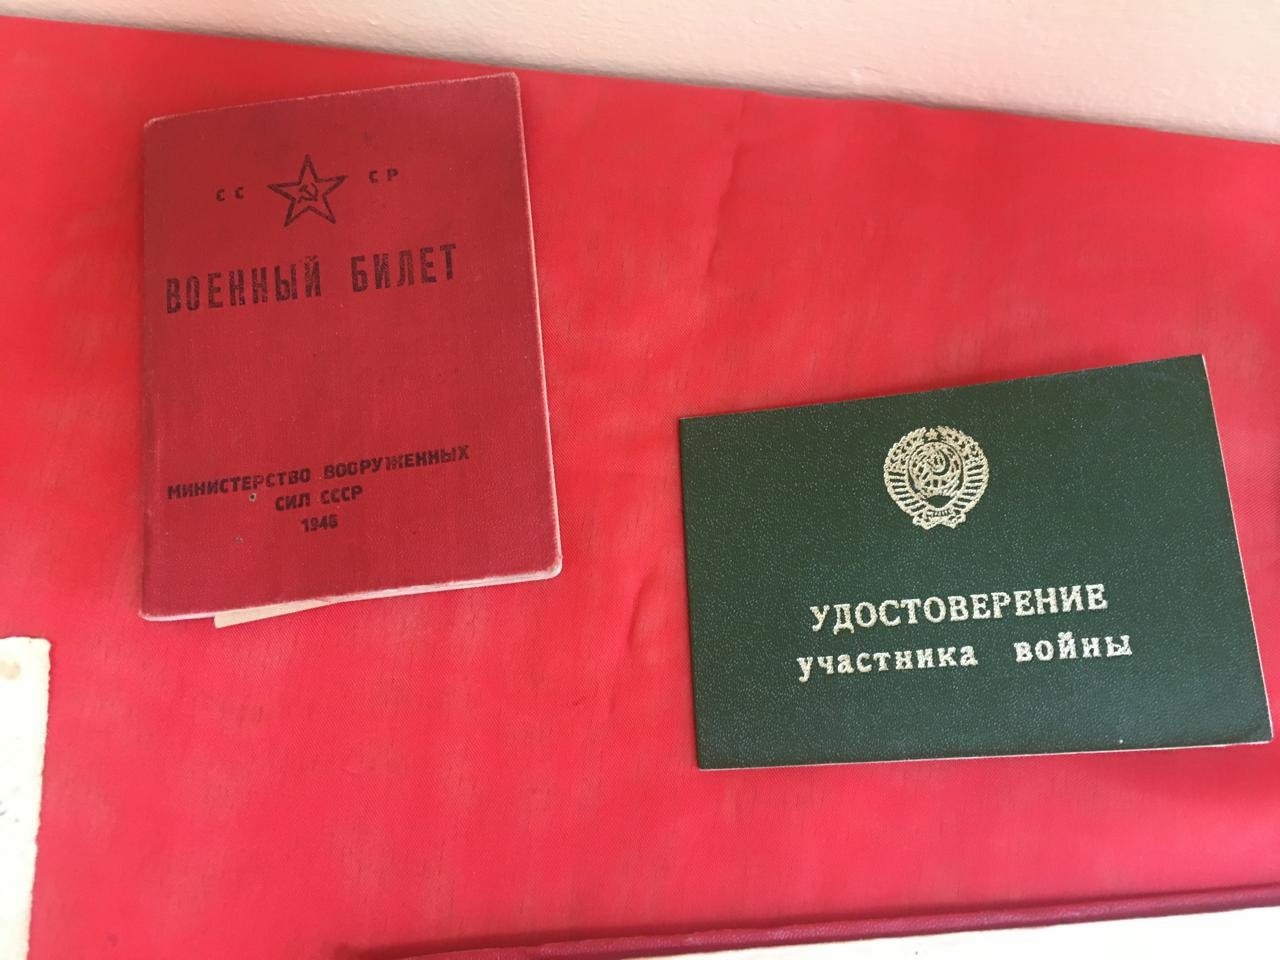 СС СР
ВОЕННЫЙ БИЛЕТ
МИНИСТЕРСТВО ВООРУЖЕННЫХ
СИЛ СССР
1946
УДОСТОВЕРЕНИЕ
участника войны